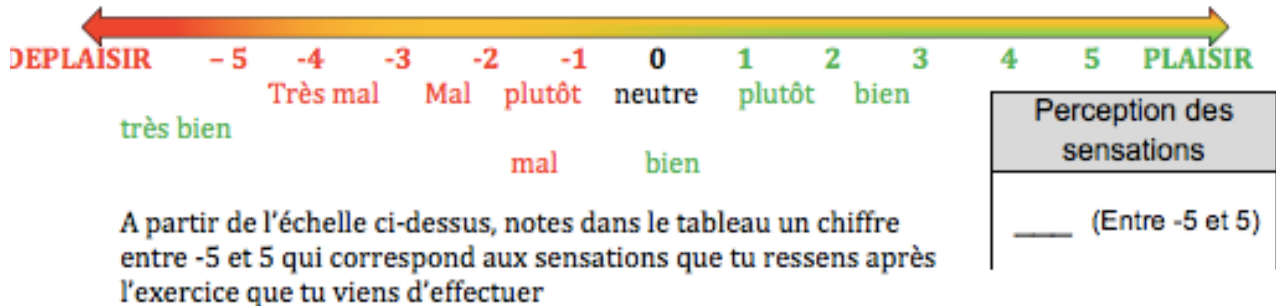 DEPLAISIR – 5 -4 -3 -2 -1 0 1 2 3 4 5 PLAISIR
Très mal Mal plutôt neutre plutôt bien
très bien
mal bien
A partir de l'échelle ci-dessus, notes dans le tableau un chiffre
entre -5 et 5 qui correspond aux sensations que tu ressens après
l'exercice que tu viens d'effectuer
Perception des
sensations
___ (Entre -5 et 5)